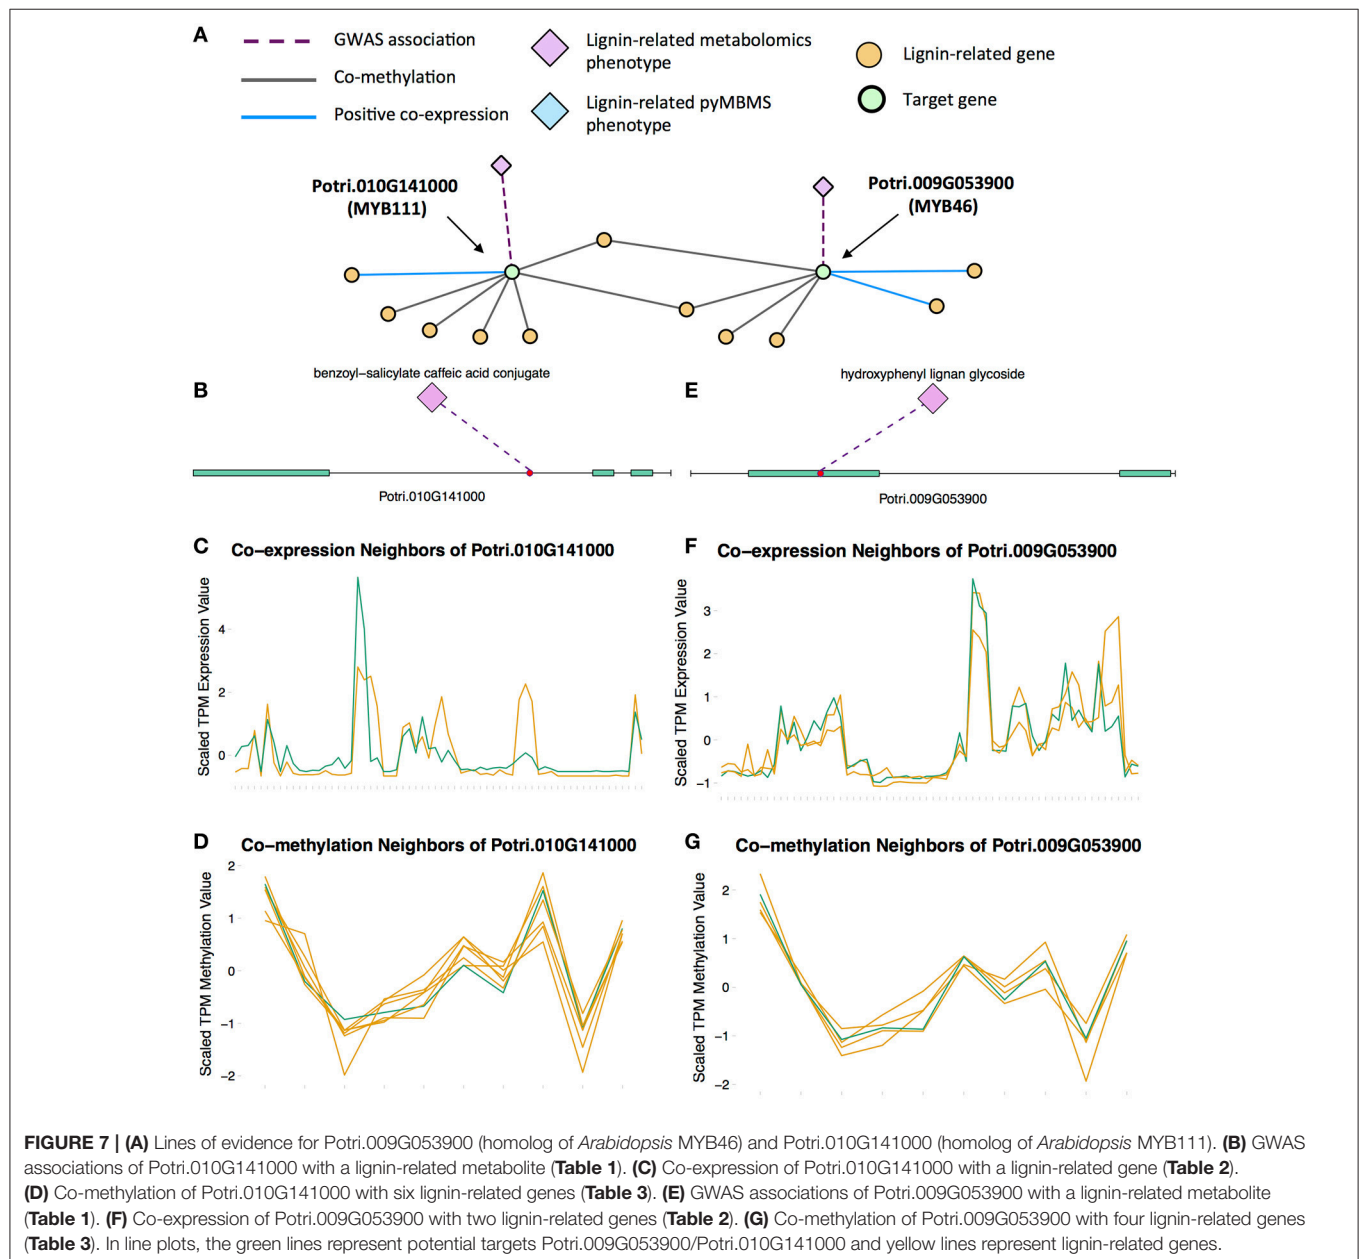 A
GWAS association
Co-methylation
Positive co-expression
Lignin-related metabolomics
phenotype
Lignin-related pyMBMS
phenotype
Lignin-related gene
Target gene
Potri.010G141000
(MYB111)
Potri.009G053900
(MYB46)
B
benzoyl−salicylate caffeic acid conjugate
Potri.010G141000
E
hydroxyphenyl lignan glycoside
Potri.009G053900
C
Co−expression Neighbors of Potri.010G141000
Scaled TPM Expression Value
4
2
0
F
Co−expression Neighbors of Potri.009G053900
Scaled TPM Expression Value
3
2
1
0
−1
D
Co−methylation Neighbors of Potri.010G141000
Scaled TPM Methylation Value
2
1
0
−1
−2
G
Co−methylation Neighbors of Potri.009G053900
Scaled TPM Methylation Value
2
1
0
−1
−2
FIGURE 7 | (A) Lines of evidence for Potri.009G053900 (homolog of Arabidopsis MYB46) and Potri.010G141000 (homolog of Arabidopsis MYB111). (B) GWAS
associations of Potri.010G141000 with a lignin-related metabolite (Table 1). (C) Co-expression of Potri.010G141000 with a lignin-related gene (Table 2).
(D) Co-methylation of Potri.010G141000 with six lignin-related genes (Table 3). (E) GWAS associations of Potri.009G053900 with a lignin-related metabolite
(Table 1). (F) Co-expression of Potri.009G053900 with two lignin-related genes (Table 2). (G) Co-methylation of Potri.009G053900 with four lignin-related genes
(Table 3). In line plots, the green lines represent potential targets Potri.009G053900/Potri.010G141000 and yellow lines represent lignin-related genes.